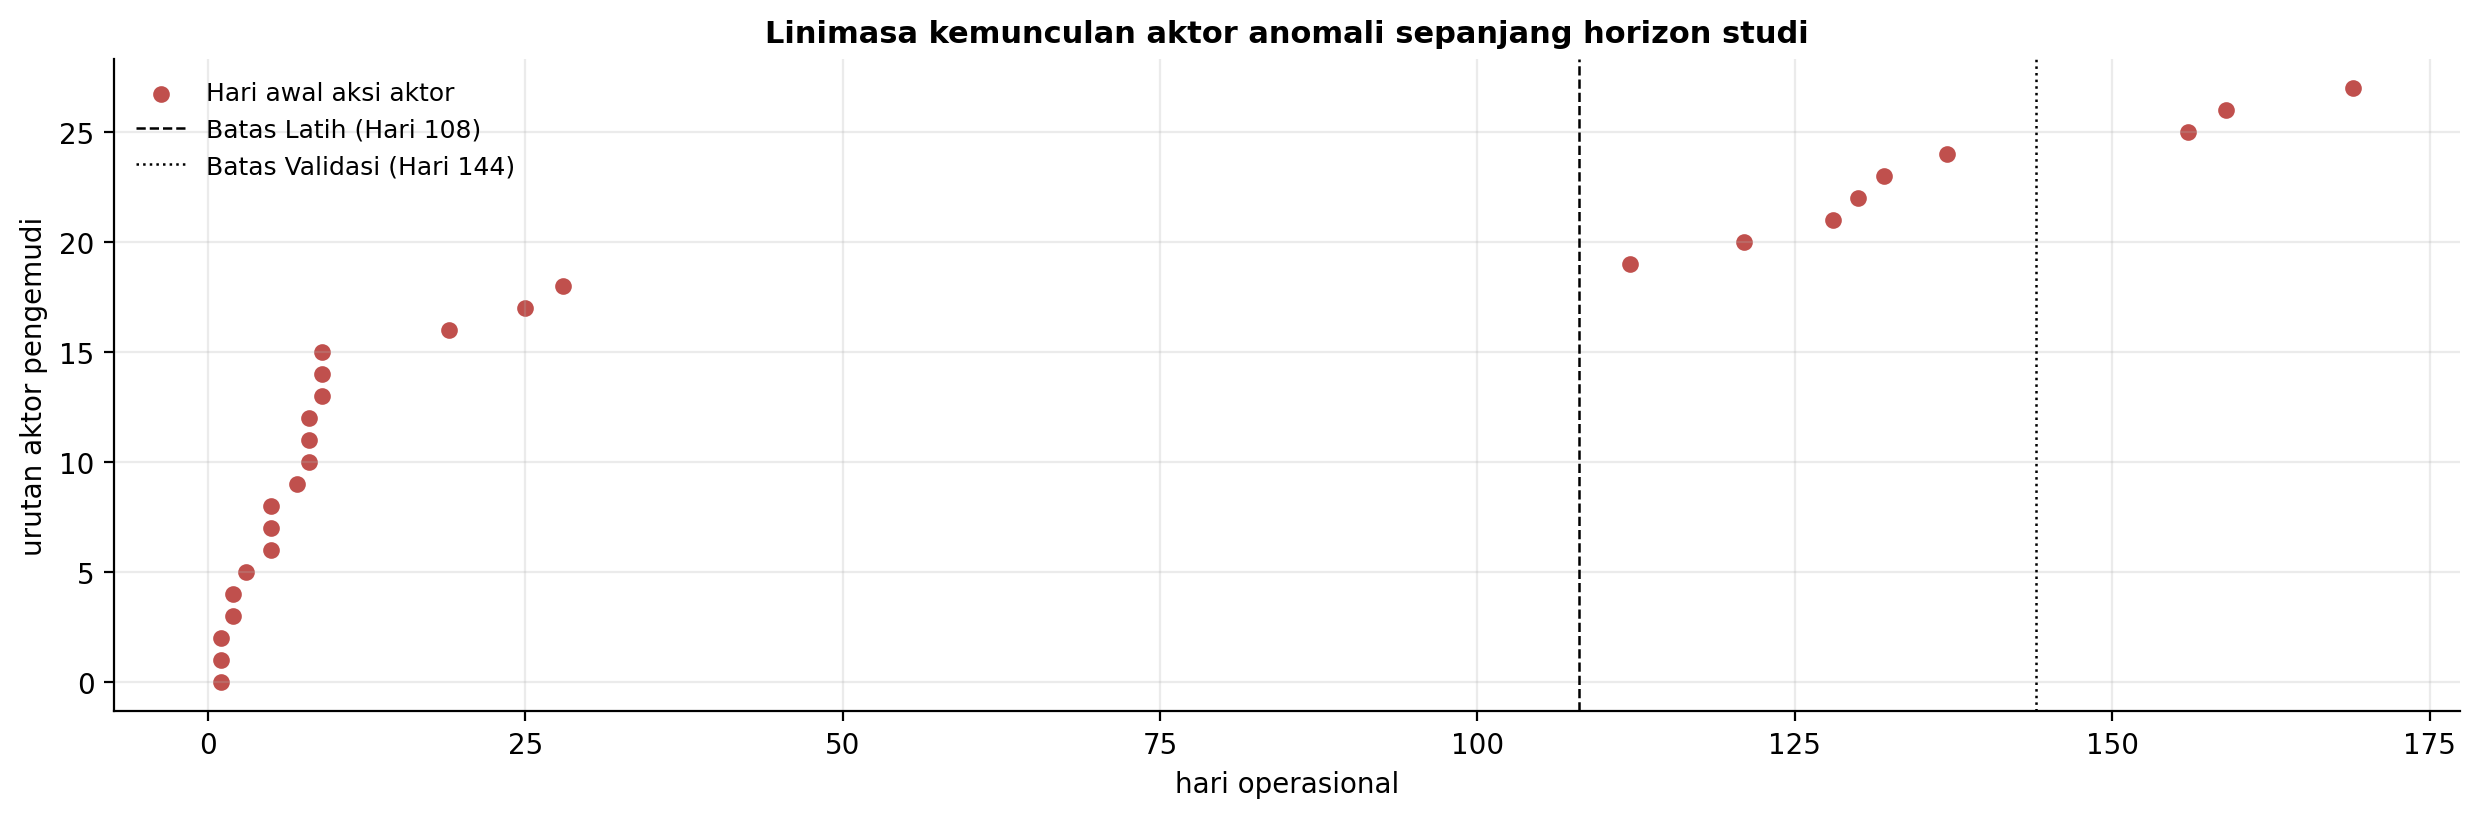 Linimasa kemunculan aktor anomali sepanjang horizon studi
Hari awal aksi aktor
Batas Latih (Hari 108)
Batas Validasi (Hari 144)
urutan aktor pengemudi
25
20
15
10
5
0
0 25 50 75 100 125 150 175
hari operasional